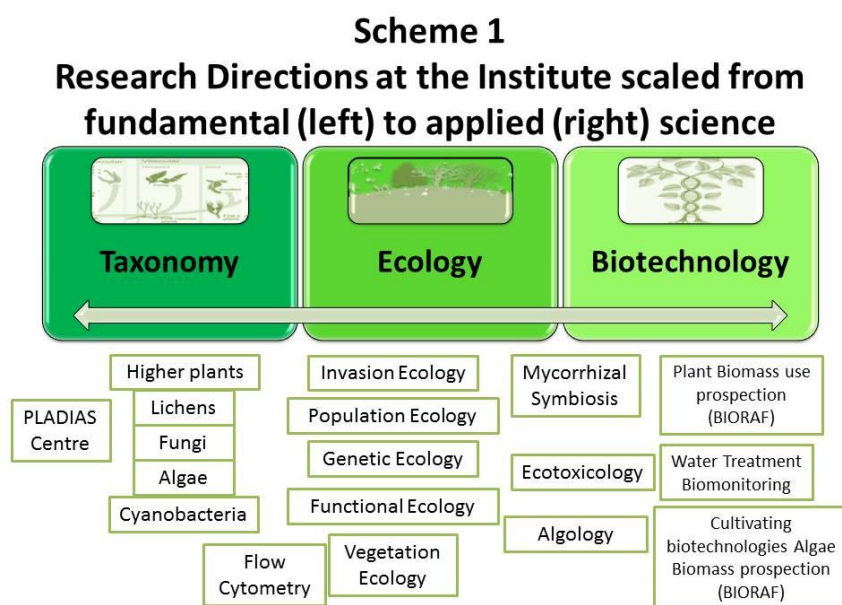 Scheme 1
Research Directions at the Institute scaled from
fundamental (left) to applied (right) science
Taxonomy
Ecology
Biotechnology
PLADIAS
Centre
Higher plants
Lichens
Fungi
Algae
Cyanobacteria
Flow
Cytometry
Invasion Ecology
Population Ecology
Genetic Ecology
Functional Ecology
Vegetation
Ecology
Mycorrhizal
Symbiosis
Ecotoxicology
Algology
Plant Biomass use
prospection
(BIORAF)
Water Treatment
Biomonitoring
Cultivating
biotechnologies Algae
Biomass prospection
(BIORAF)